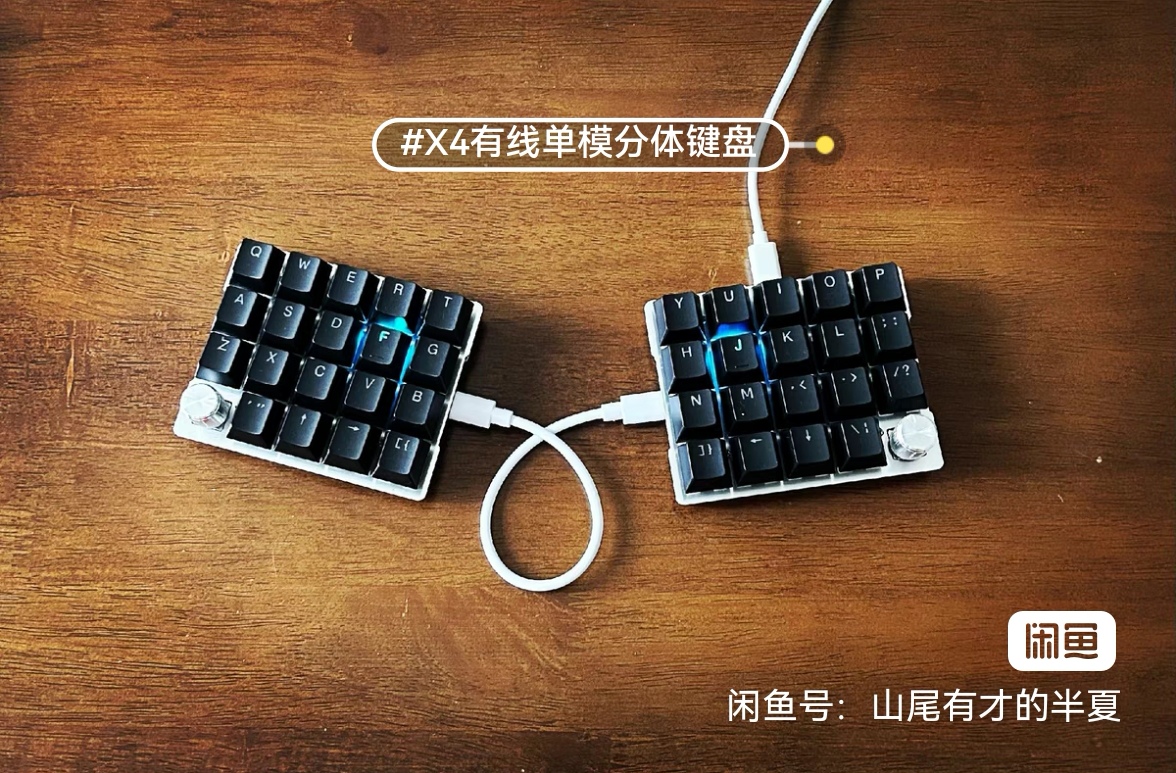 #X4有线单模分体键盘
Q W E R T
A S D F G
Z X C V B
'" ↑ → [{
Y U I O P
H J K L ;:
N M ,< .> /?
]} ← ↓ \|
闲鱼
闲鱼号：山尾有才的半夏